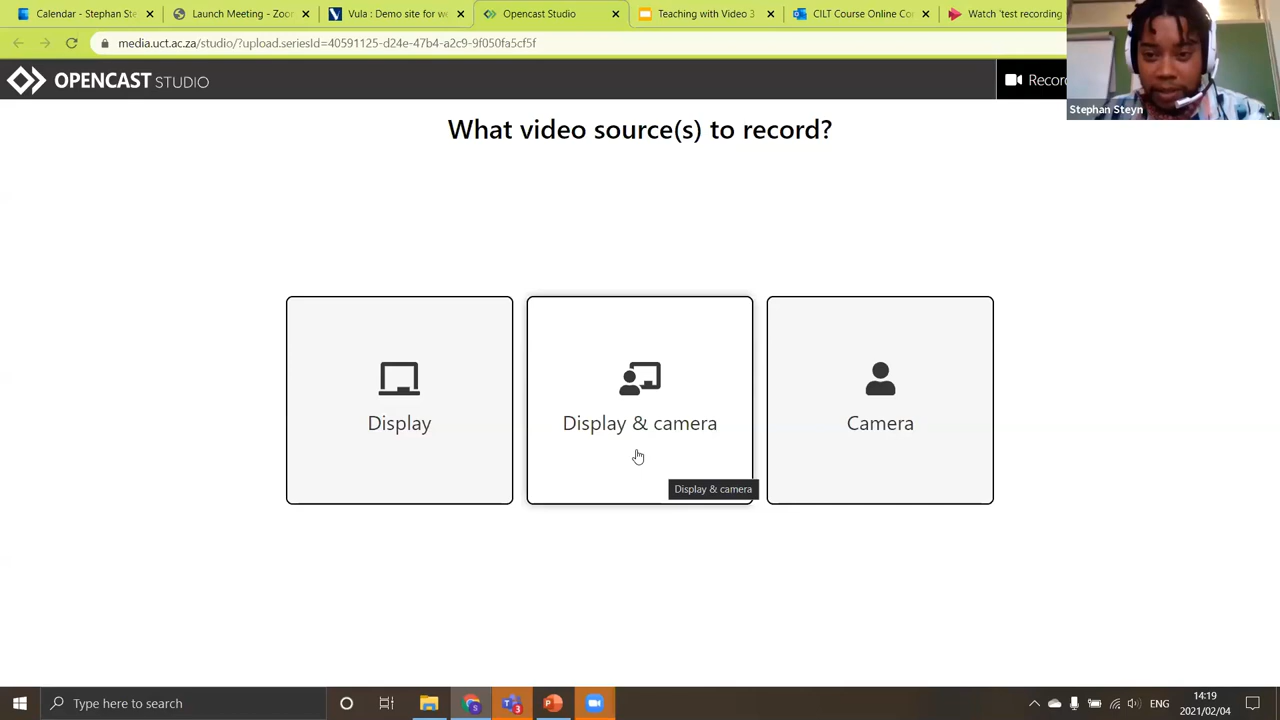 Calendar - Stephan Ste
Launch Meeting - Zoo
Vula : Demo site for we
Opencast Studio
Teaching with Video 3
CILT Course Online Co
Watch 'test recording
media.uct.ac.za/studio/?upload.seriesId=40591125-d24e-47b4-a2c9-9f050fa5cf5f
OPENCAST STUDIO
Record
Stephan Steyn
What video source(s) to record?
Display
Display & camera
Camera
Display & camera
Type here to search
3
ENG
14:19
2021/02/04